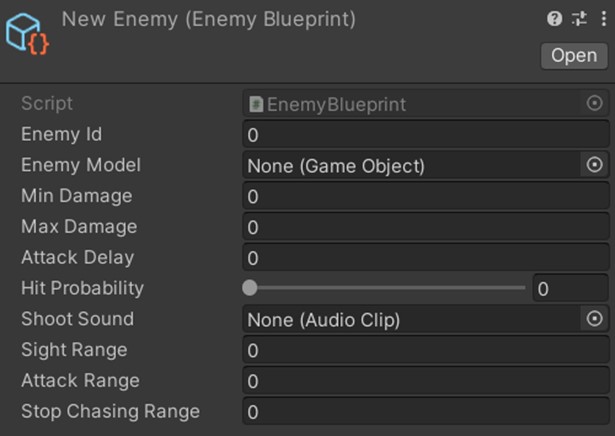 New Enemy (Enemy Blueprint)
Open
Script EnemyBlueprint
Enemy Id 0
Enemy Model None (Game Object)
Min Damage 0
Max Damage 0
Attack Delay 0
Hit Probability 0
Shoot Sound None (Audio Clip)
Sight Range 0
Attack Range 0
Stop Chasing Range 0